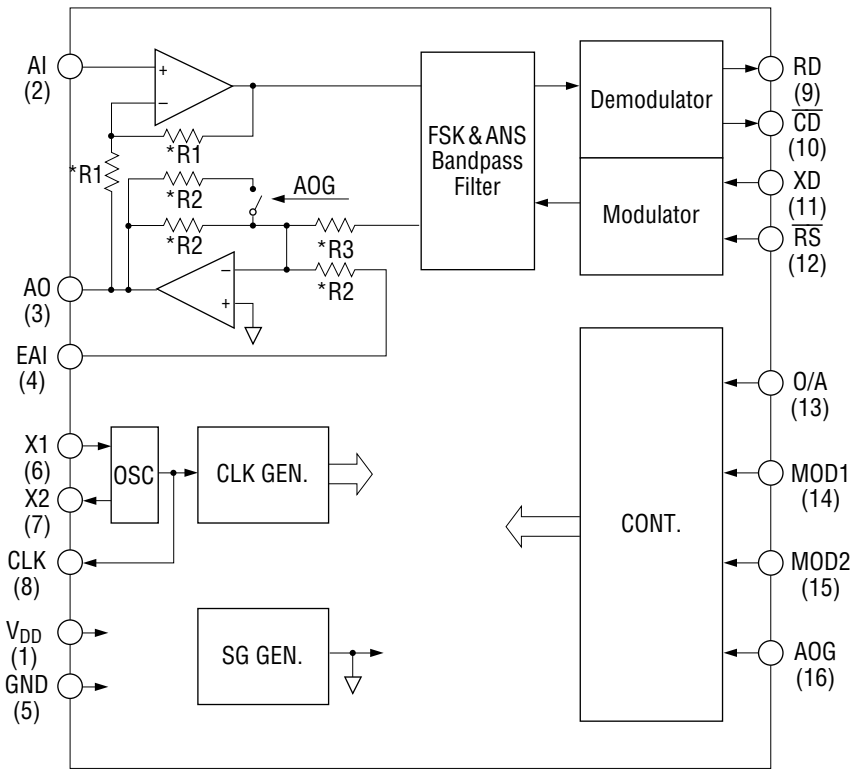 AI
(2)
*R1
*R1
*R2
AOG
*R2
*R3
*R2
AO
(3)
EAI
(4)
FSK & ANS
Bandpass
Filter
Demodulator
Modulator
RD
(9)
CD
(10)
XD
(11)
RS
(12)
X1
(6)
X2
(7)
OSC
CLK GEN.
CLK
(8)
VDD
(1)
GND
(5)
SG GEN.
CONT.
O/A
(13)
MOD1
(14)
MOD2
(15)
AOG
(16)
+
−
−
+